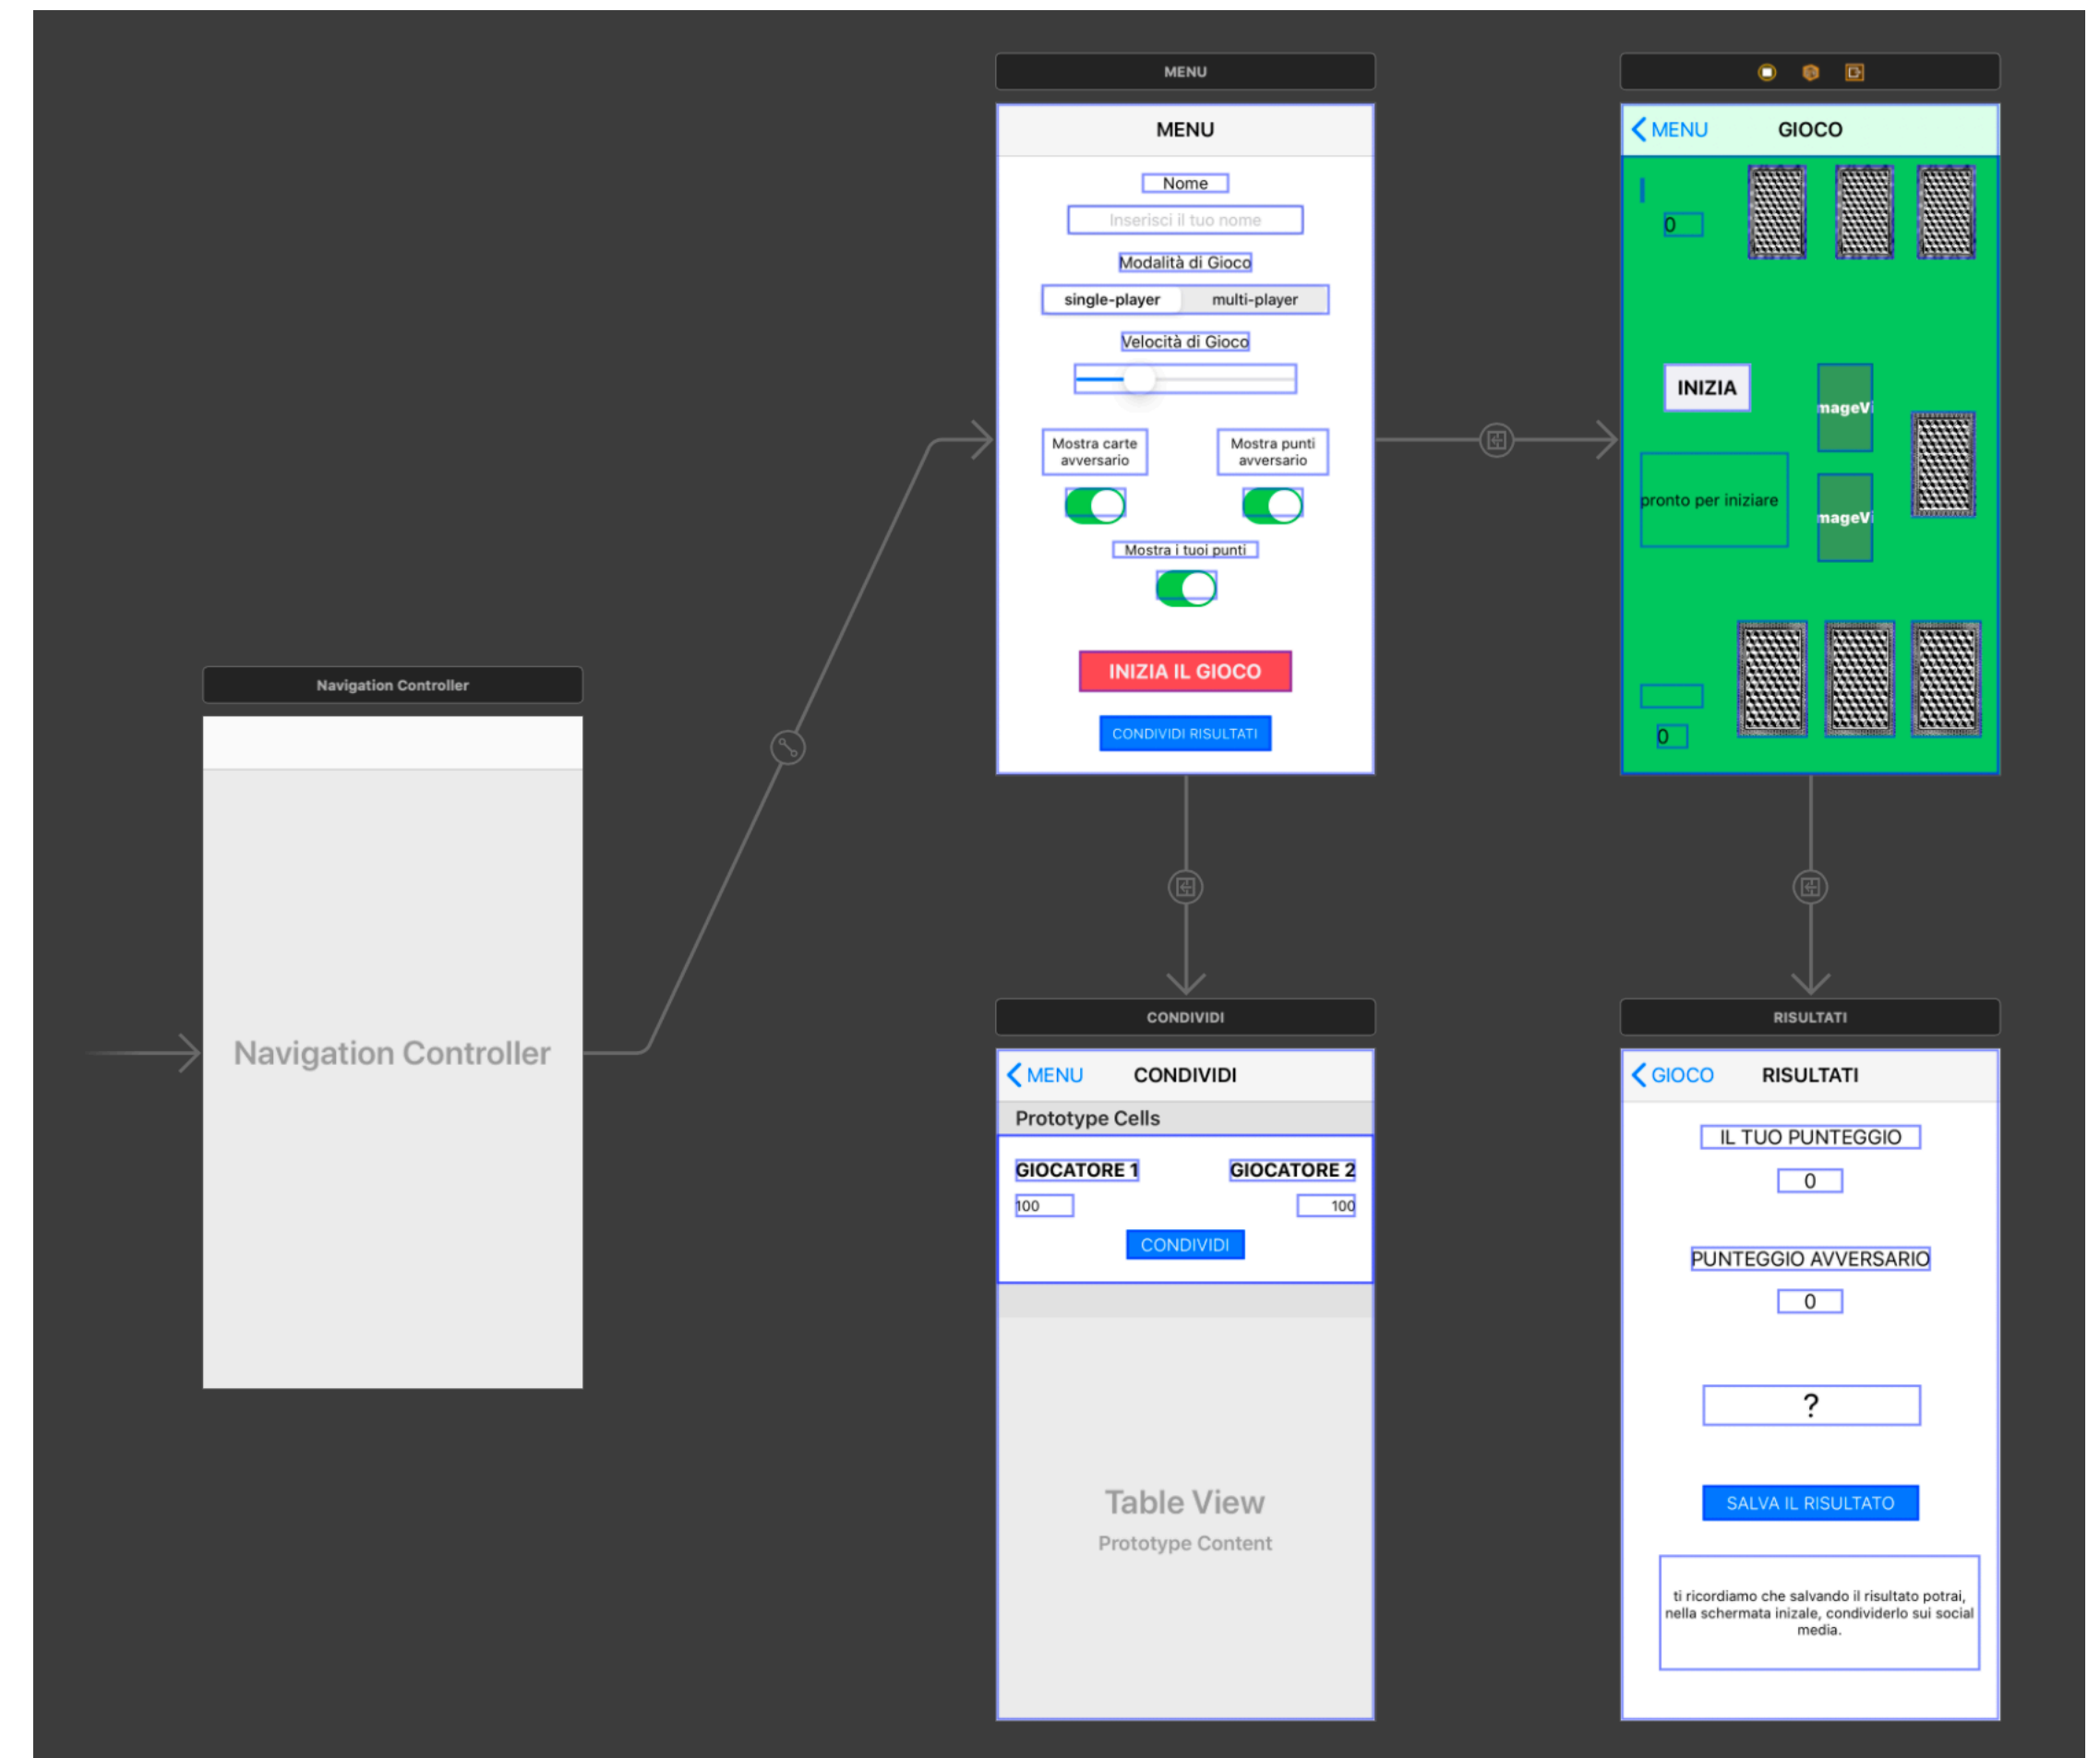 Navigation Controller
Navigation Controller
MENU
MENU
Nome
Inserisci il tuo nome
Modalità di Gioco
single-player multi-player
Velocità di Gioco
Mostra carte
avversario
Mostra punti
avversario
Mostra i tuoi punti
INIZIA IL GIOCO
CONDIVIDI RISULTATI
MENU GIOCO
0
INIZIA
mageVi
pronto per iniziare
mageVi
0
CONDIVIDI
MENU CONDIVIDI
Prototype Cells
GIOCATORE 1 GIOCATORE 2
100 100
CONDIVIDI
Table View
Prototype Content
RISULTATI
GIOCO RISULTATI
IL TUO PUNTEGGIO
0
PUNTEGGIO AVVERSARIO
0
?
SALVA IL RISULTATO
ti ricordiamo che salvando il risultato potrai,
nella schermata inizale, condividerlo sui social
media.